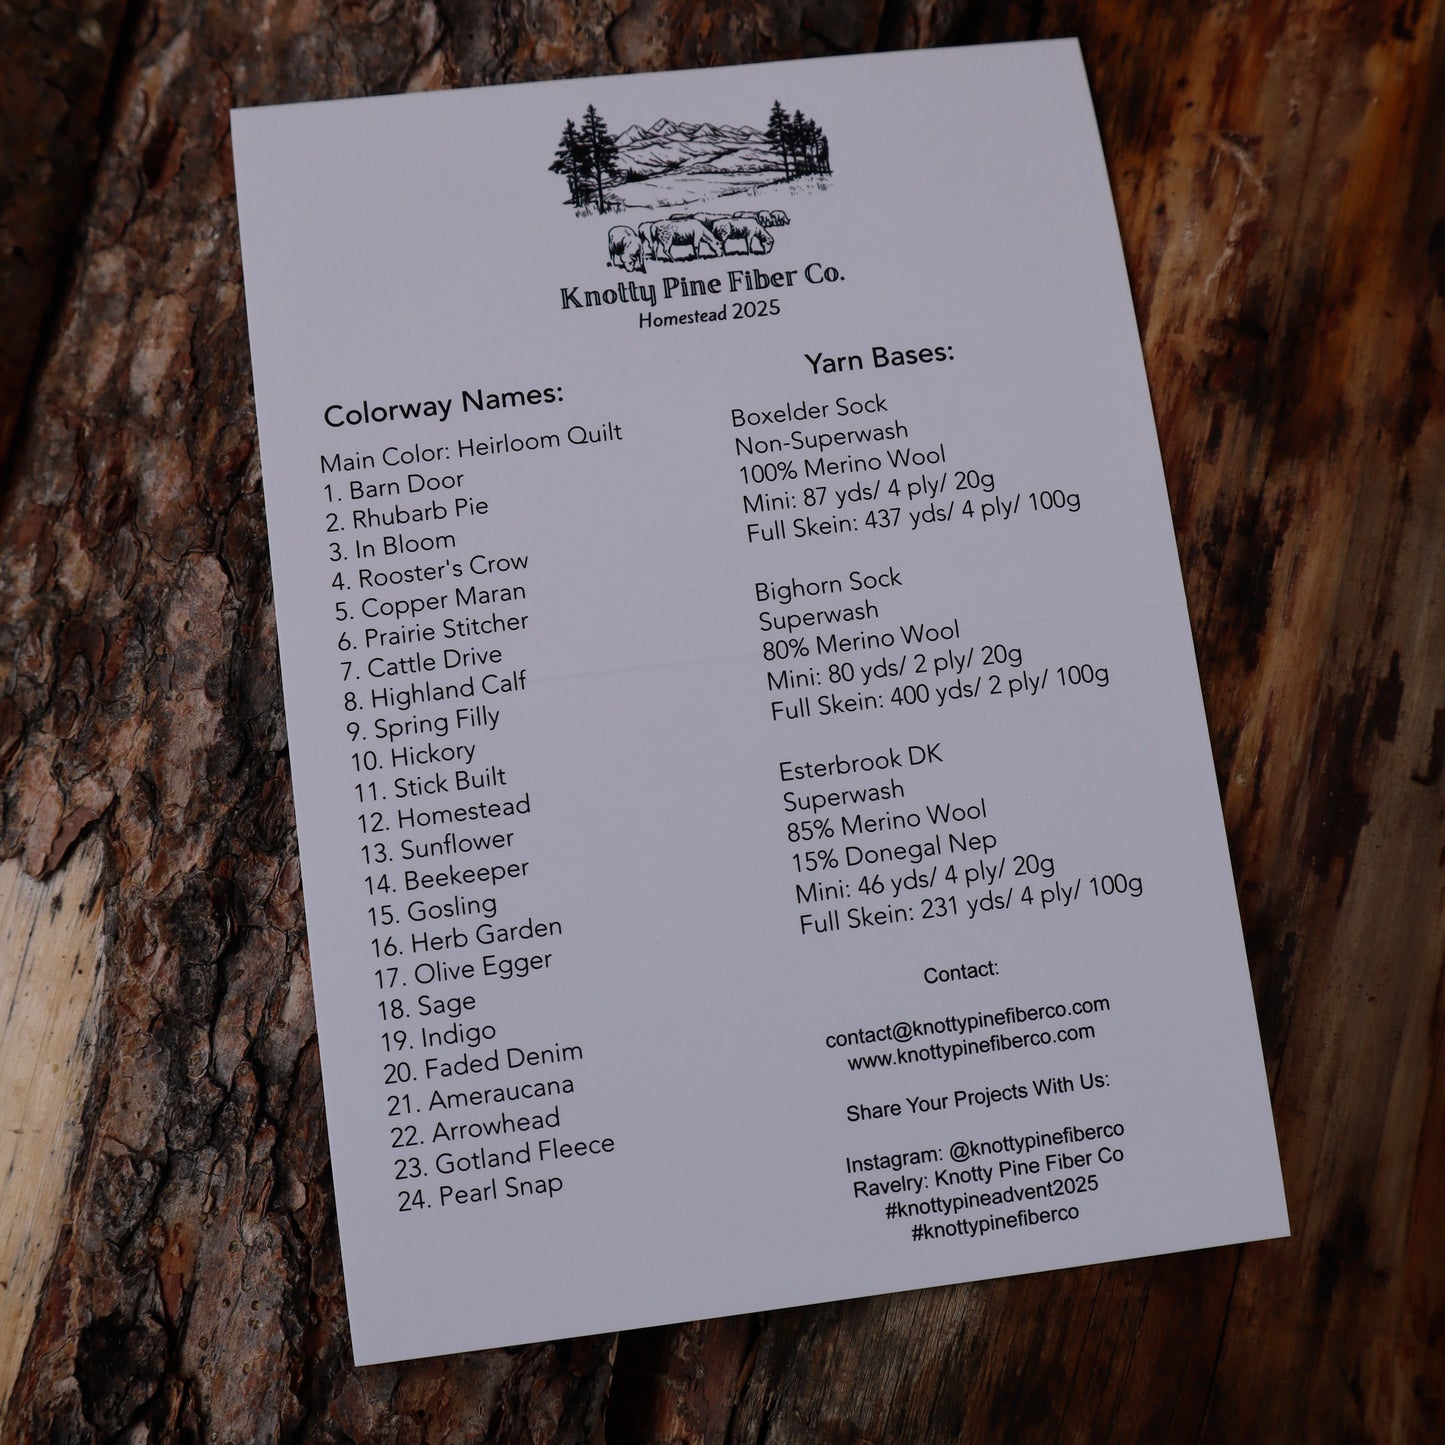 Knotty Pine Fiber Co.
Homestead 2025
Colorway Names:
Main Color: Heirloom Quilt
1. Barn Door
2. Rhubarb Pie
3. In Bloom
4. Rooster's Crow
5. Copper Maran
6. Prairie Stitcher
7. Cattle Drive
8. Highland Calf
9. Spring Filly
10. Hickory
11. Stick Built
12. Homestead
13. Sunflower
14. Beekeeper
15. Gosling
16. Herb Garden
17. Olive Egger
18. Sage
19. Indigo
20. Faded Denim
21. Ameraucana
22. Arrowhead
23. Gotland Fleece
24. Pearl Snap
Yarn Bases:
Boxelder Sock
Non-Superwash
100% Merino Wool
Mini: 87 yds/ 4 ply/ 20g
Full Skein: 437 yds/ 4 ply/ 100g
Bighorn Sock
Superwash
80% Merino Wool
Mini: 80 yds/ 2 ply/ 20g
Full Skein: 400 yds/ 2 ply/ 100g
Esterbrook DK
Superwash
85% Merino Wool
15% Donegal Nep
Mini: 46 yds/ 4 ply/ 20g
Full Skein: 231 yds/ 4 ply/ 100g
Contact:
contact@knottypinefiberco.com
www.knottypinefiberco.com
Share Your Projects With Us:
Instagram: @knottypinefiberco
Ravelry: Knotty Pine Fiber Co
#knottypineadvent2025
#knottypinefiberco